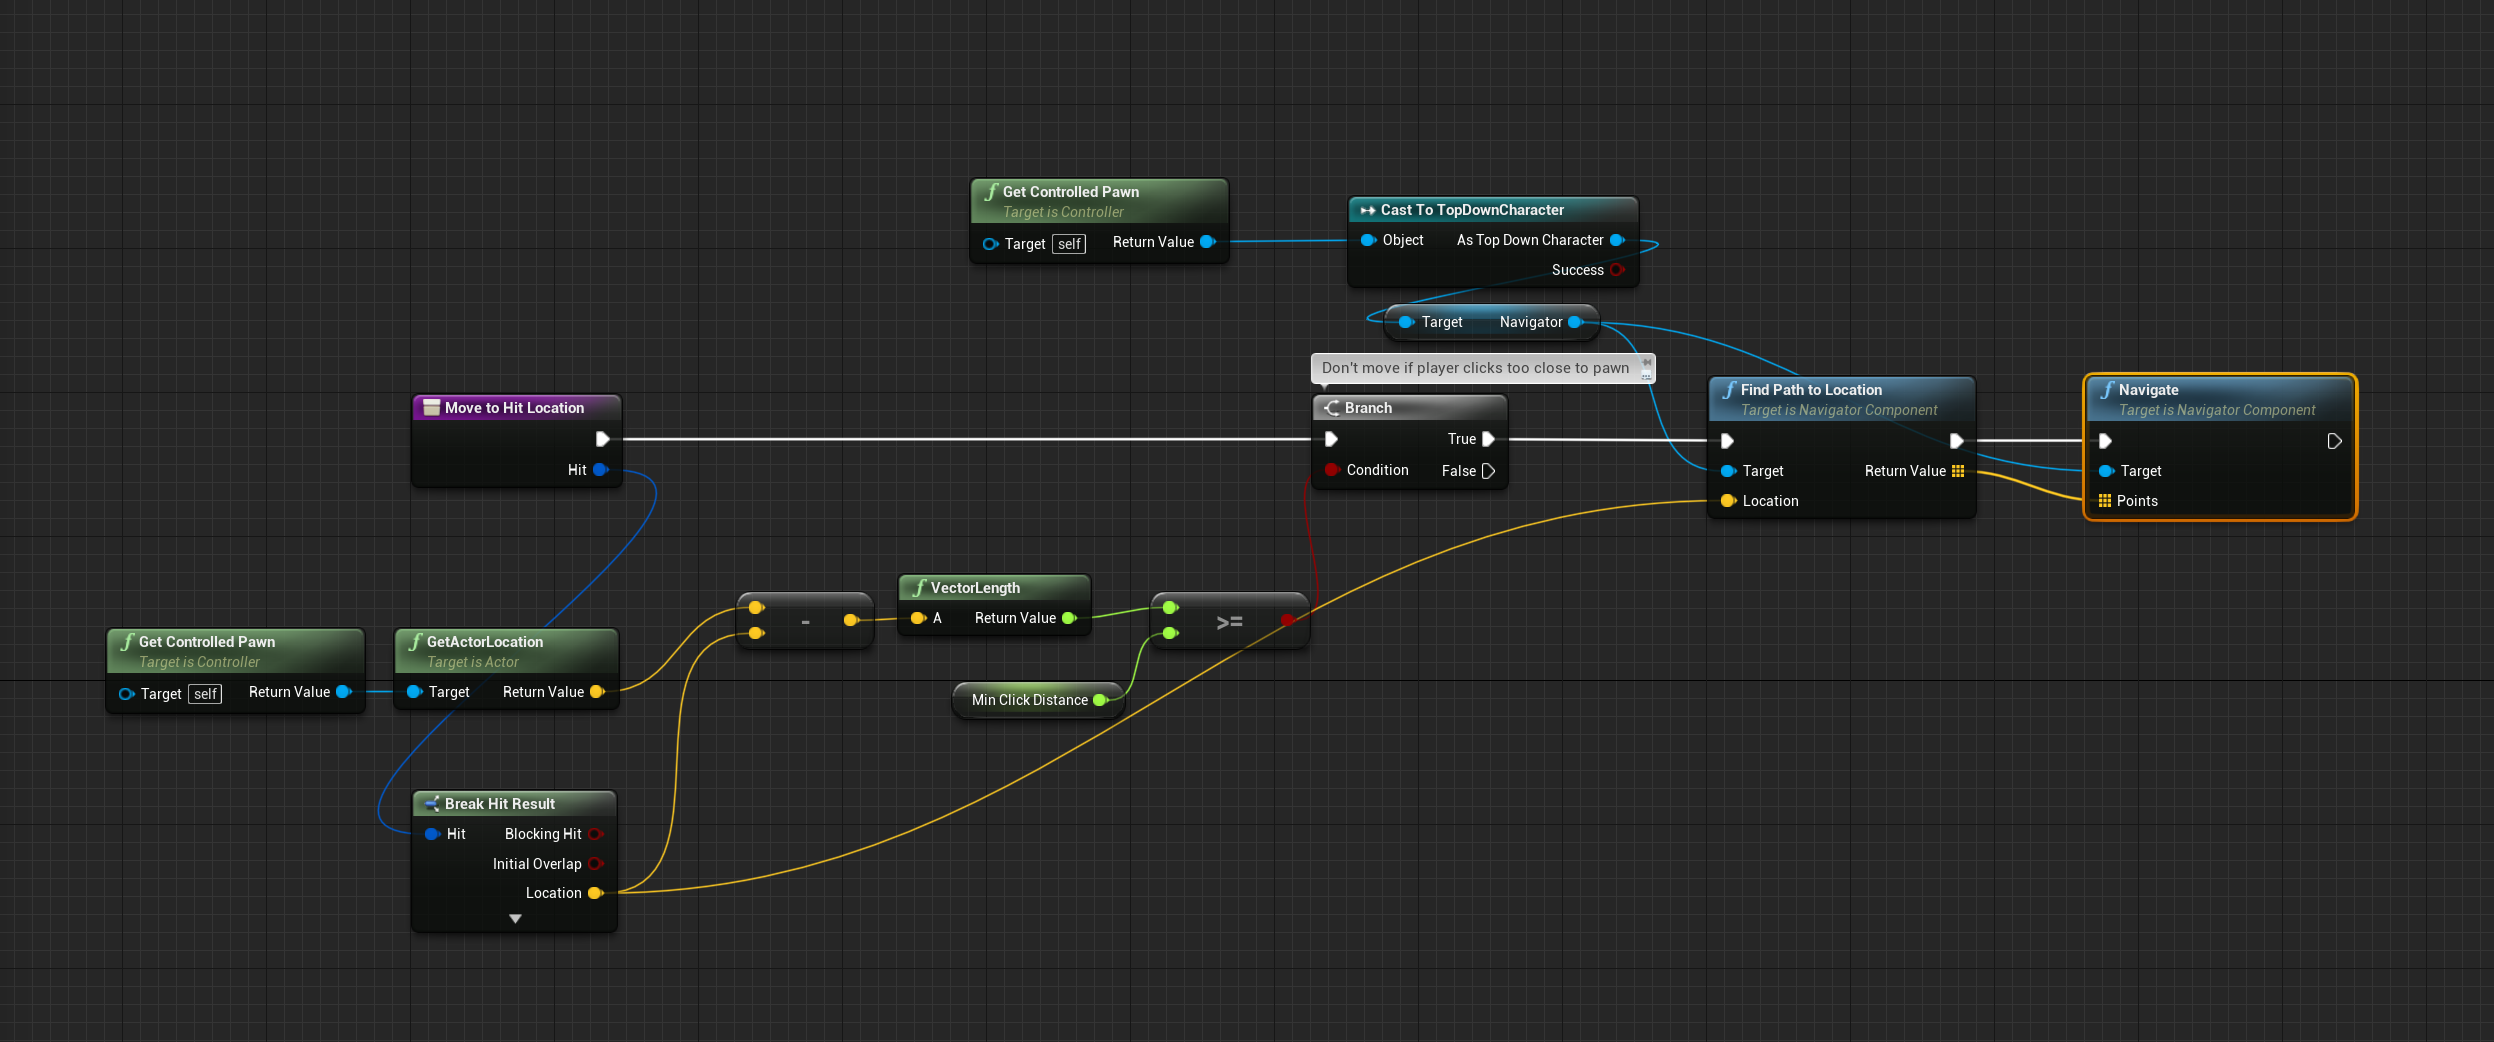 Get Controlled Pawn
Target is Controller
Target self Return Value
Cast To TopDownCharacter
Object As Top Down Character
Success
Target Navigator
Don't move if player clicks too close to pawn
Move to Hit Location
Hit
Branch
True
Condition False
Find Path to Location
Target is Navigator Component
Target Return Value
Location
Navigate
Target is Navigator Component
Target
Points
Get Controlled Pawn
Target is Controller
Target self Return Value
GetActorLocation
Target is Actor
Target Return Value
-
VectorLength
A Return Value
>=
Min Click Distance
Break Hit Result
Hit Blocking Hit
Initial Overlap
Location